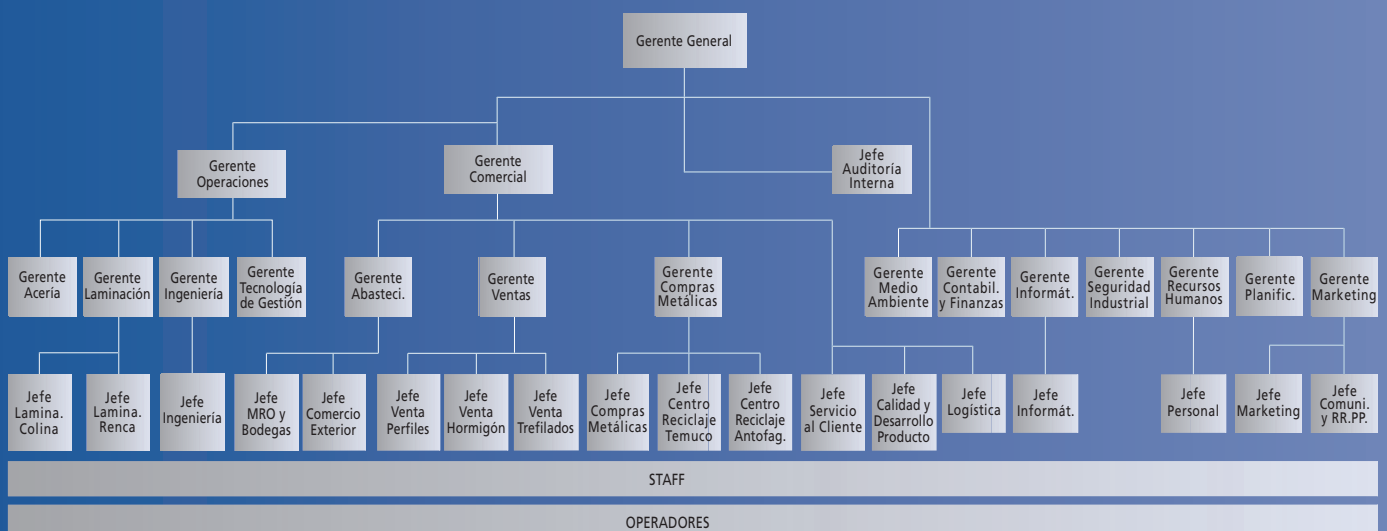 Gerente General
Gerente
Operaciones
Gerente
Comercial
Jefe
Auditoría
Interna
Gerente
Acería
Gerente
Laminación
Gerente
Ingeniería
Gerente
Tecnología
de Gestión
Gerente
Abasteci.
Gerente
Ventas
Gerente
Compras
Metálicas
Gerente
Medio
Ambiente
Gerente
Contabil.
y Finanzas
Gerente
Informát.
Gerente
Seguridad
Industrial
Gerente
Recursos
Humanos
Gerente
Planific.
Gerente
Marketing
Jefe
Lamina.
Colina
Jefe
Lamina.
Renca
Jefe
Ingeniería
Jefe
MRO y
Bodegas
Jefe
Comercio
Exterior
Jefe
Venta
Perfiles
Jefe
Venta
Hormigón
Jefe
Venta
Trefilados
Jefe
Compras
Metálicas
Jefe
Centro
Reciclaje
Temuco
Jefe
Centro
Reciclaje
Antofag.
Jefe
Servicio
al Cliente
Jefe
Calidad y
Desarrollo
Producto
Jefe
Logística
Jefe
Informát.
Jefe
Personal
Jefe
Marketing
Jefe
Comuni.
y RR.PP.
STAFF
OPERADORES